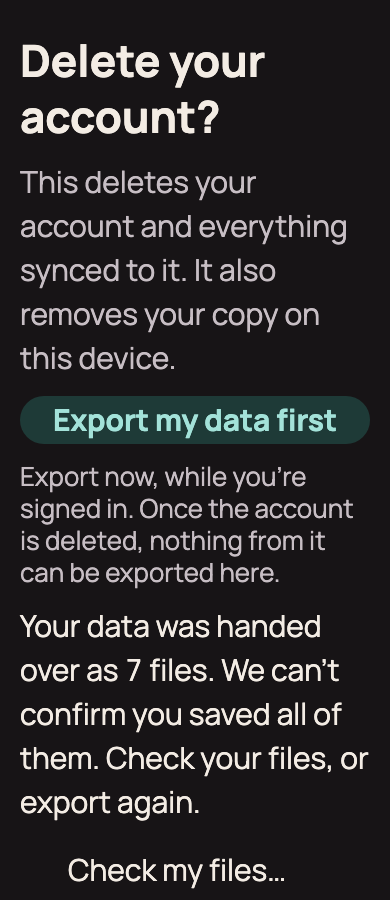 Delete your
account?
This deletes your
account and everything
synced to it. It also
removes your copy on
this device.
Export my data first
Export now, while you’re
signed in. Once the account
is deleted, nothing from it
can be exported here.
Your data was handed
over as 7 files. We can’t
confirm you saved all of
them. Check your files, or
export again.
Check my files…